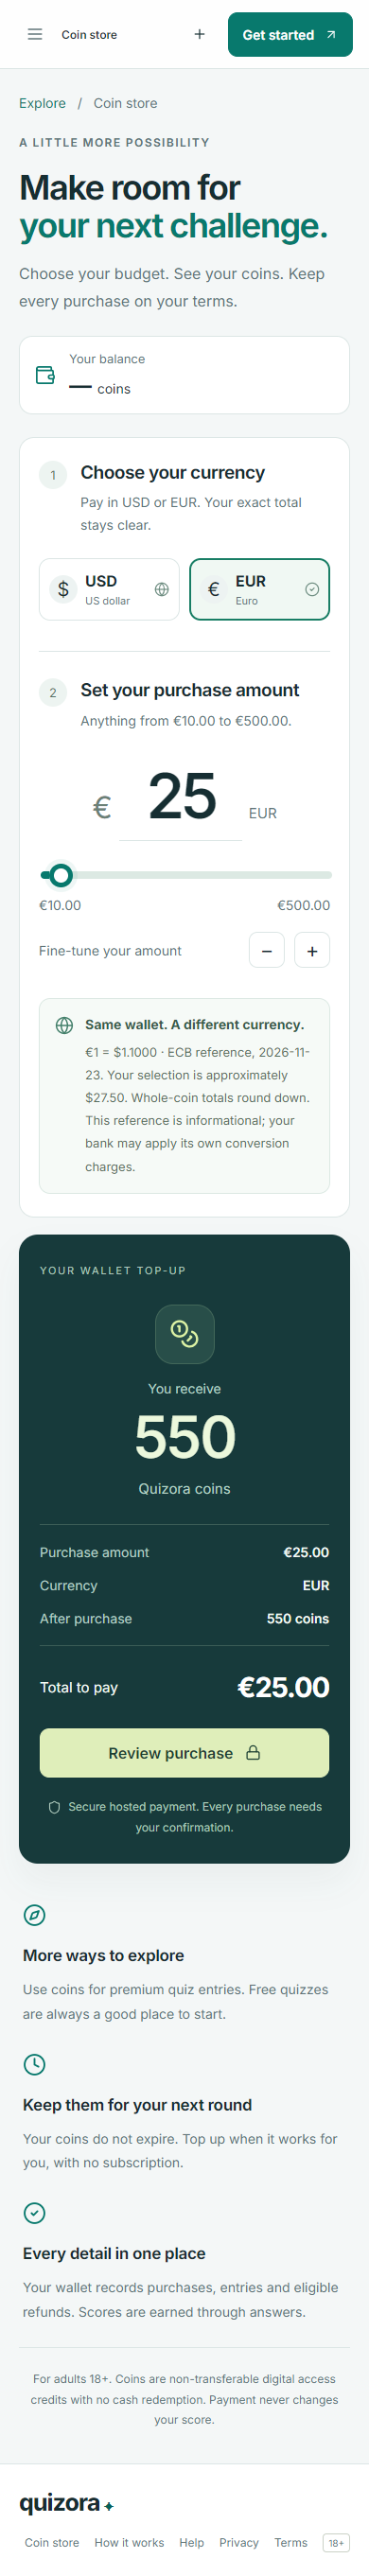 Coin store
+
Get started
Explore / Coin store
A LITTLE MORE POSSIBILITY
Make room for
your next challenge.
Choose your budget. See your coins. Keep
every purchase on your terms.
Your balance
— coins
1 Choose your currency
Pay in USD or EUR. Your exact total
stays clear.
$ USD
US dollar
€ EUR
Euro
2 Set your purchase amount
Anything from €10.00 to €500.00.
€ 25 EUR
€10.00 €500.00
Fine-tune your amount − +
Same wallet. A different currency.
€1 = $1.1000 · ECB reference, 2026-11-
23. Your selection is approximately
$27.50. Whole-coin totals round down.
This reference is informational; your
bank may apply its own conversion
charges.
YOUR WALLET TOP-UP
You receive
550
Quizora coins
Purchase amount €25.00
Currency EUR
After purchase 550 coins
Total to pay €25.00
Review purchase
Secure hosted payment. Every purchase needs
your confirmation.
More ways to explore
Use coins for premium quiz entries. Free quizzes
are always a good place to start.
Keep them for your next round
Your coins do not expire. Top up when it works for
you, with no subscription.
Every detail in one place
Your wallet records purchases, entries and eligible
refunds. Scores are earned through answers.
For adults 18+. Coins are non-transferable digital access
credits with no cash redemption. Payment never changes
your score.
quizora
Coin store How it works Help Privacy Terms 18+